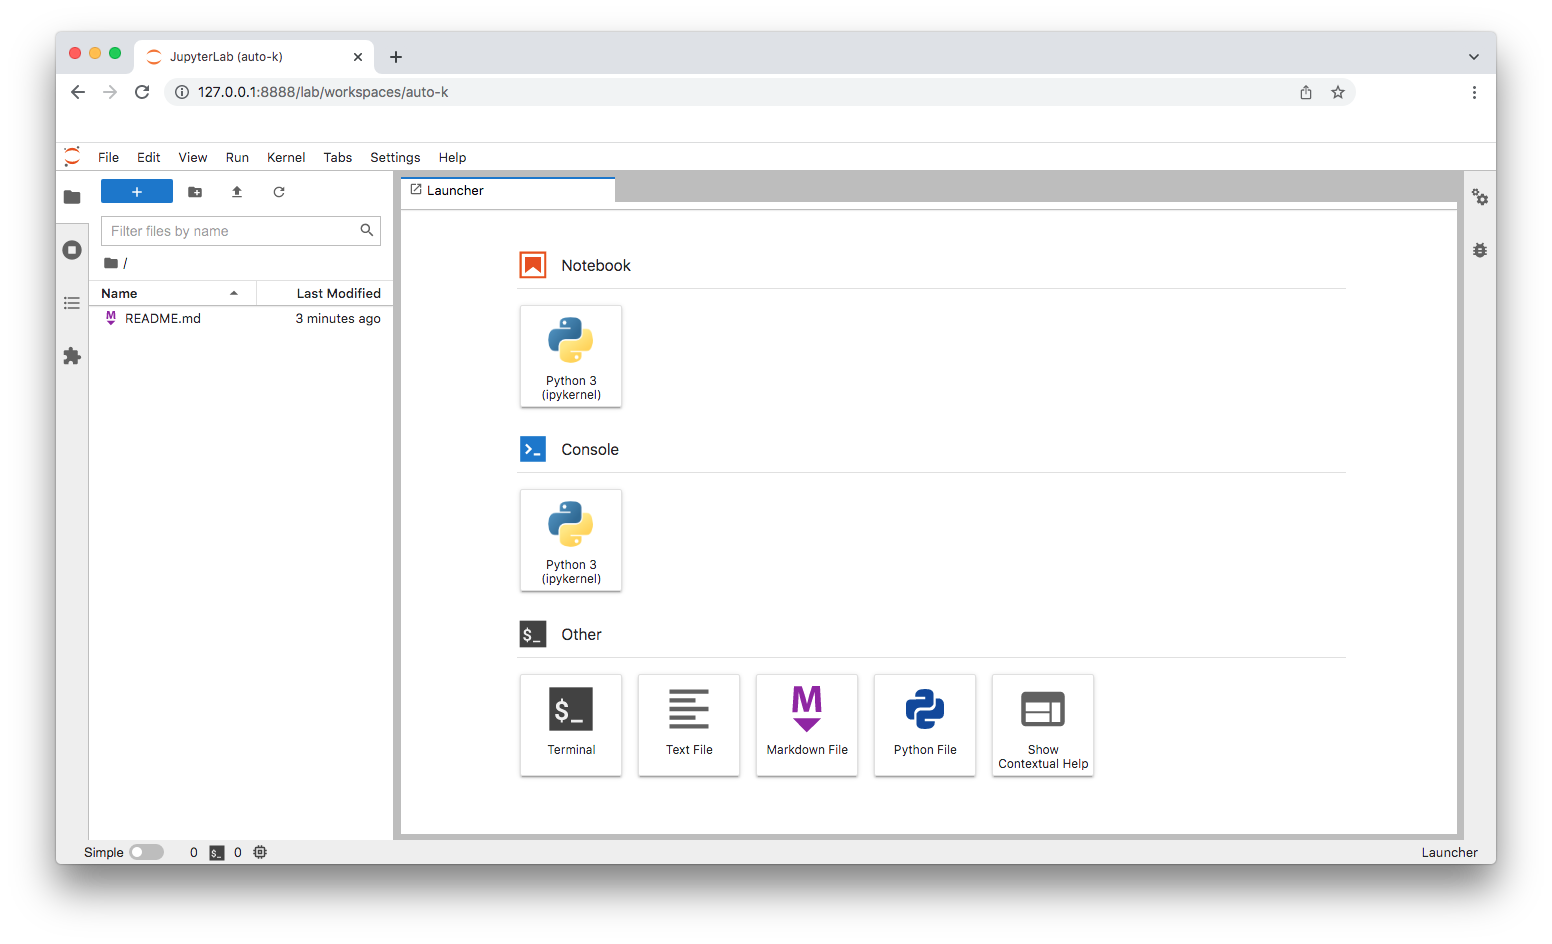 JupyterLab (auto-k)
127.0.0.1:8888/lab/workspaces/auto-k
File Edit View Run Kernel Tabs Settings Help
Launcher
Filter files by name
/
Name Last Modified
README.md 3 minutes ago
Notebook
Python 3
(ipykernel)
Console
Python 3
(ipykernel)
$_ Other
$_
M
Terminal Text File Markdown File Python File Show
Contextual Help
Simple 0 $_ 0 Launcher